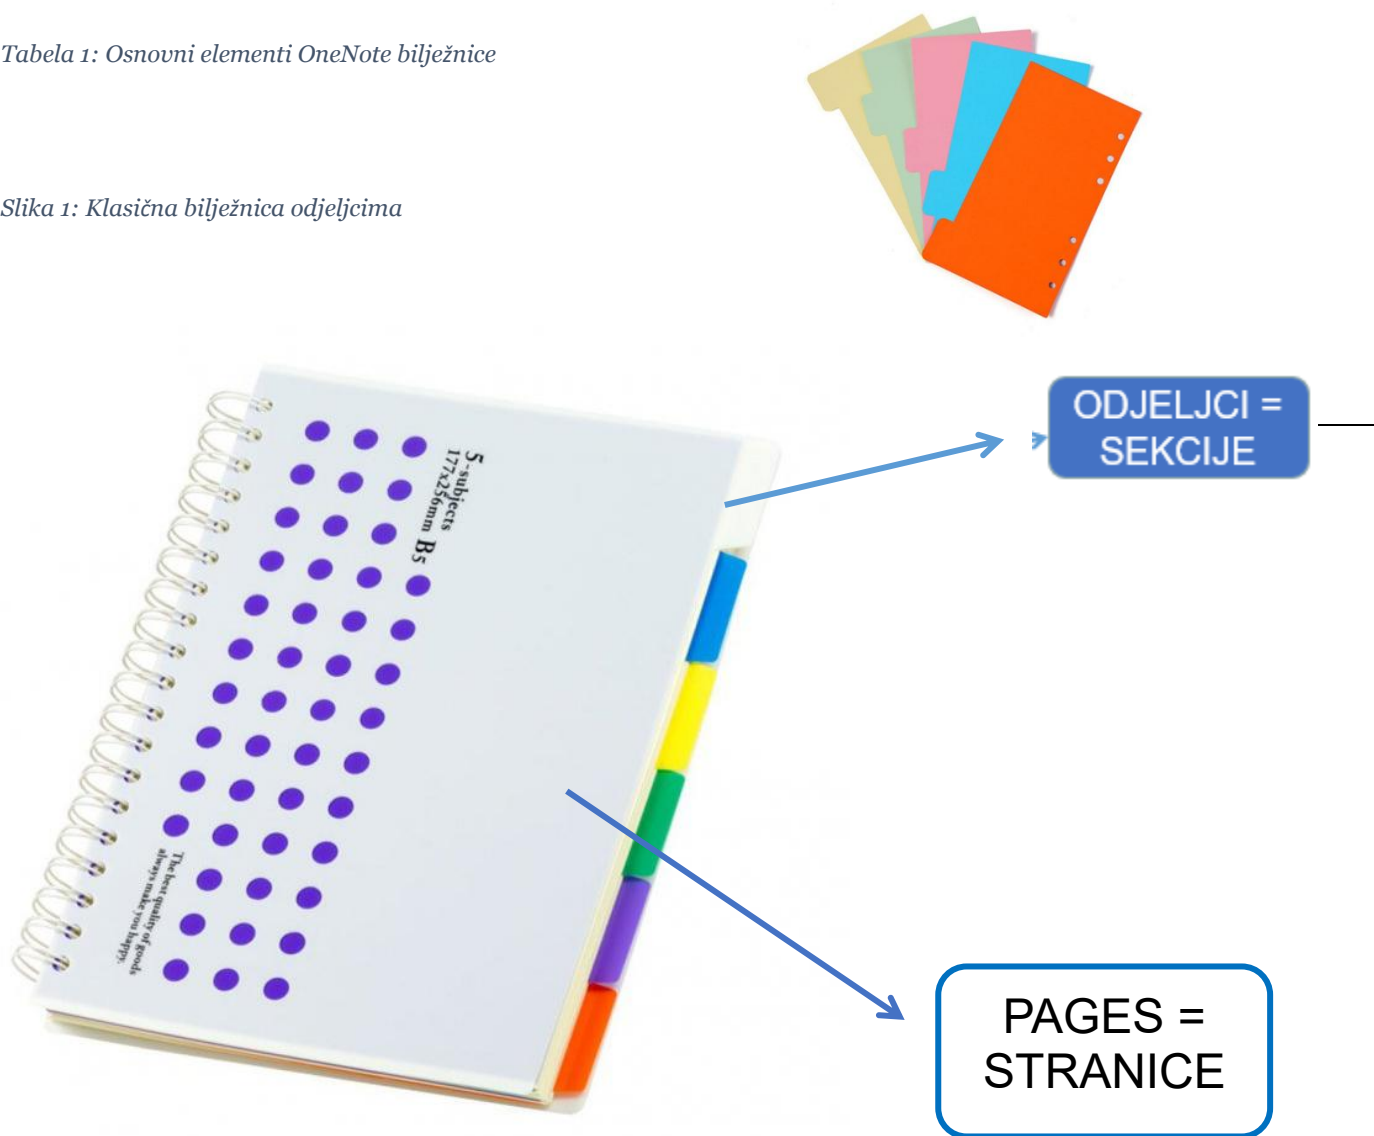 Tabela 1: Osnovni elementi OneNote bilježnice
Slika 1: Klasična bilježnica odjeljcima
ODJELJCI =
SEKCIJE
5-subjects
177x256mm B5
The best quality of goods
always make you happy.
PAGES =
STRANICE